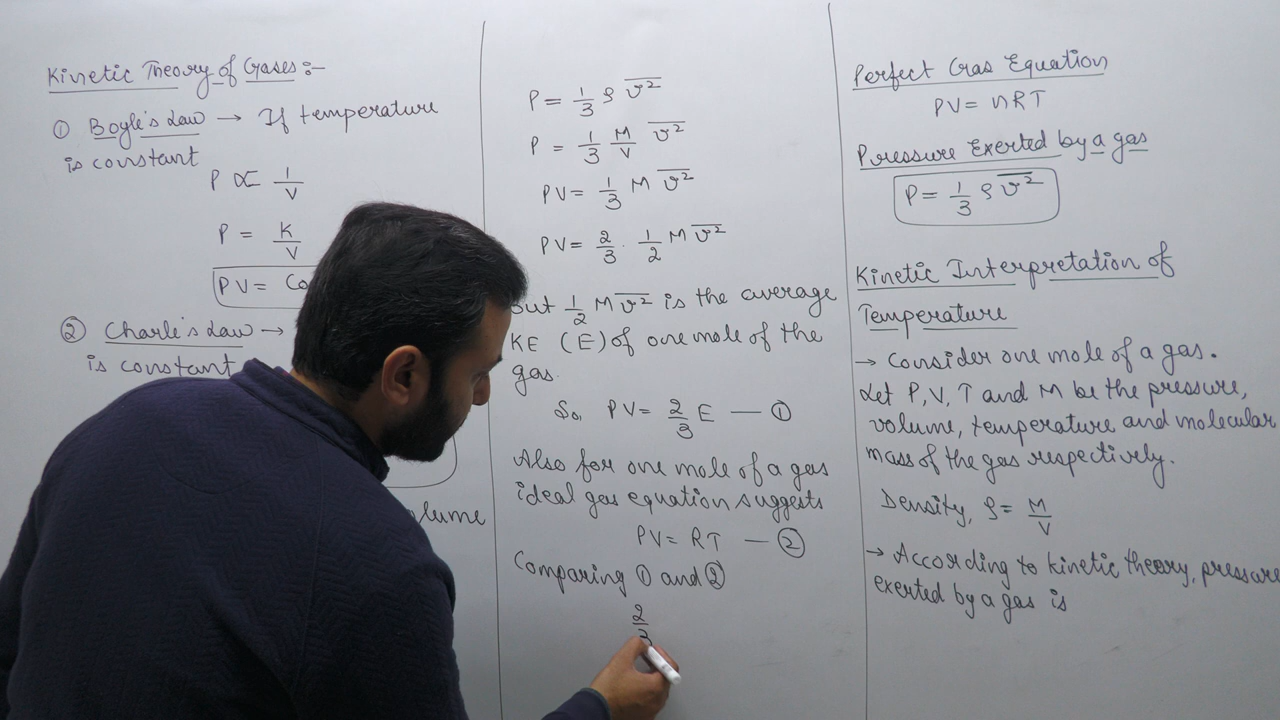 Kinetic Theory of Gases:-
① Boyle's Law → If temperature
is constant
P ∝ 1/V
P = K/V
PV = Co
② Charle's Law →
is constant
volume
P = 1/3 ρ v̅²
P = 1/3 M/V v̅²
PV = 1/3 M v̅²
PV = 2/3 . 1/2 M v̅²
but 1/2 M v̅² is the average
KE (E) of one mole of the
gas.
So, PV = 2/3 E — ①
Also for one mole of a gas
ideal gas equation suggests
PV = RT — ②
Comparing ① and ②
2/3
Perfect Gas Equation
PV = nRT
Pressure Exerted by a gas
P = 1/3 ρ v̅²
Kinetic Interpretation of
Temperature
→ Consider one mole of a gas.
Let P, V, T and M be the pressure,
volume, temperature and molecular
mass of the gas respectively.
Density, ρ = M/V
→ According to kinetic theory, pressure
exerted by a gas is